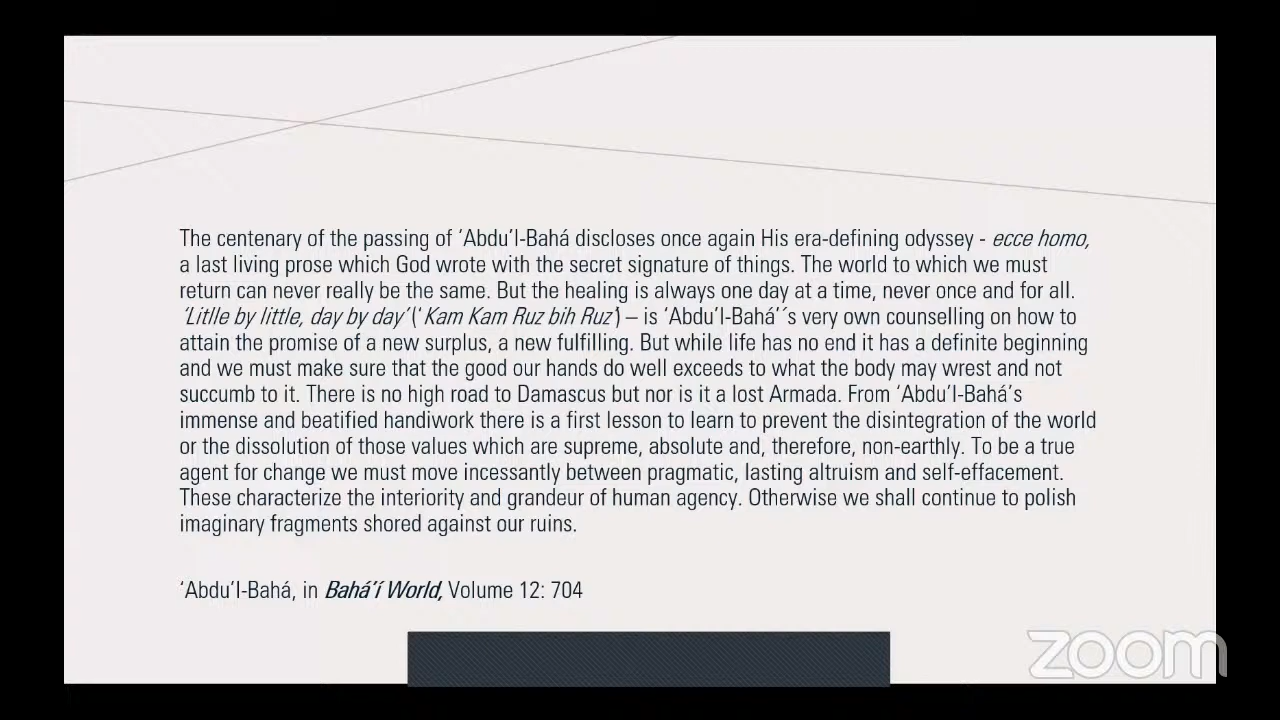 The centenary of the passing of ‘Abdu’l-Bahá discloses once again His era-defining odyssey - ecce homo,
a last living prose which God wrote with the secret signature of things. The world to which we must
return can never really be the same. But the healing is always one day at a time, never once and for all.
‘Litlle by little, day by day´(‘Kam Kam Ruz bih Ruz’) – is ‘Abdu’l-Bahá’´s very own counselling on how to
attain the promise of a new surplus, a new fulfilling. But while life has no end it has a definite beginning
and we must make sure that the good our hands do well exceeds to what the body may wrest and not
succumb to it. There is no high road to Damascus but nor is it a lost Armada. From ‘Abdu’l-Bahá’s
immense and beatified handiwork there is a first lesson to learn to prevent the disintegration of the world
or the dissolution of those values which are supreme, absolute and, therefore, non-earthly. To be a true
agent for change we must move incessantly between pragmatic, lasting altruism and self-effacement.
These characterize the interiority and grandeur of human agency. Otherwise we shall continue to polish
imaginary fragments shored against our ruins.
‘Abdu’l-Bahá, in Bahá’í World, Volume 12: 704
zoom